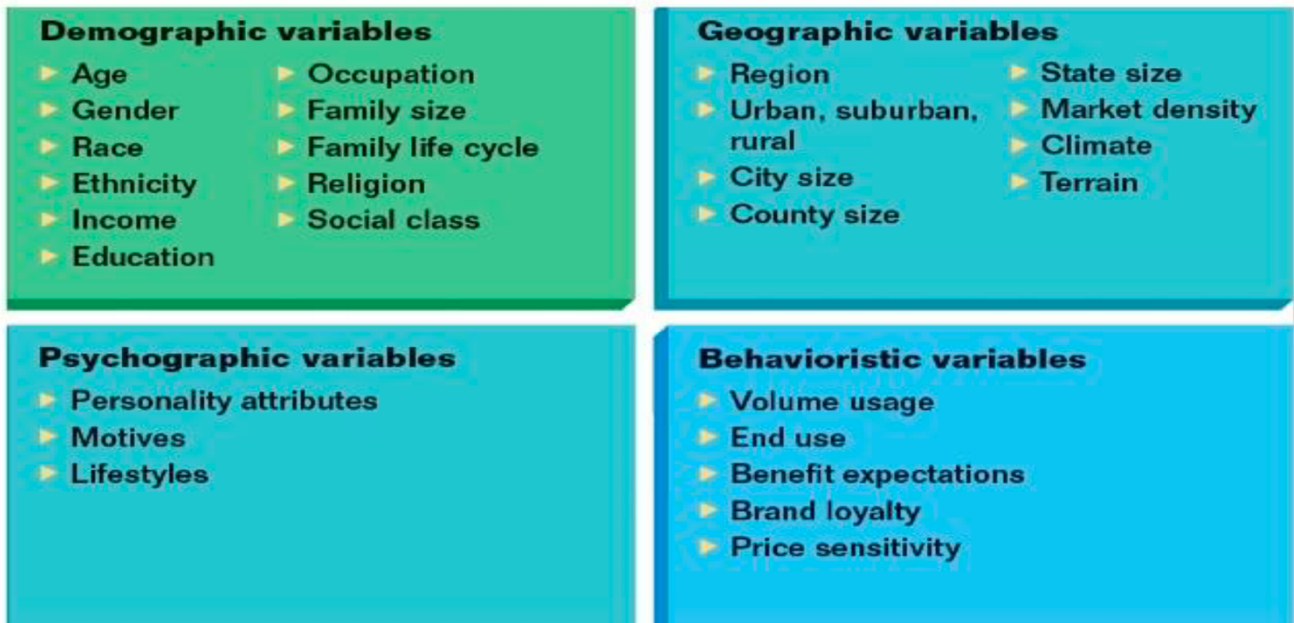 Demographic variables
Age
Gender
Race
Ethnicity
Income
Education
Occupation
Family size
Family life cycle
Religion
Social class
Geographic variables
Region
Urban, suburban,
rural
City size
County size
State size
Market density
Climate
Terrain
Psychographic variables
Personality attributes
Motives
Lifestyles
Behavioristic variables
Volume usage
End use
Benefit expectations
Brand loyalty
Price sensitivity